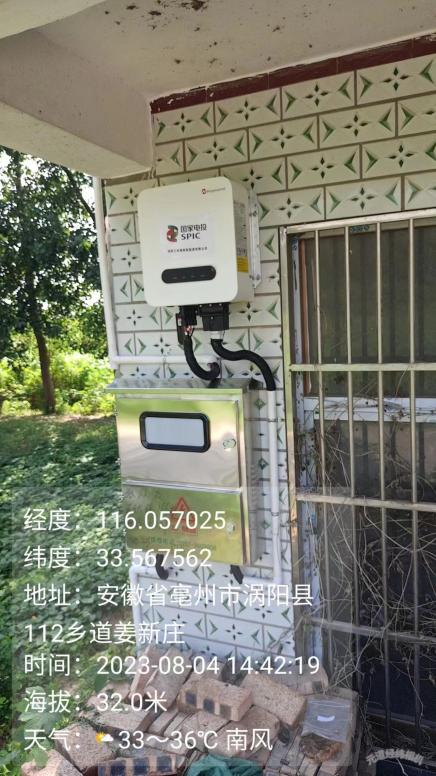 国家电投
SPIC
经度：116.057025
纬度：33.567562
地址：安徽省亳州市涡阳县
112乡道姜新庄
时间：2023-08-04 14:42:19
海拔：32.0米
天气：⛅33～36℃ 南风